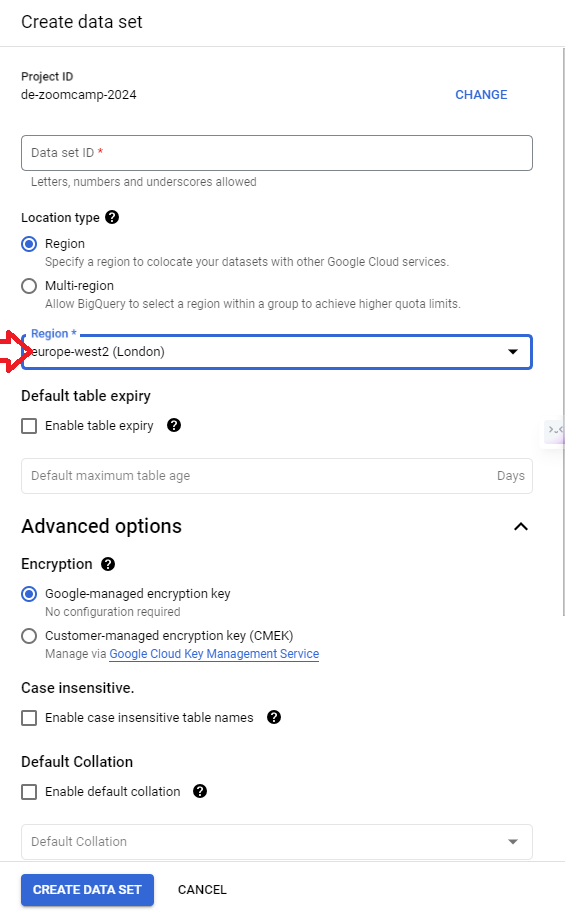 Create data set
Project ID
de-zoomcamp-2024
CHANGE
Data set ID *
Letters, numbers and underscores allowed
Location type
Region
Specify a region to colocate your datasets with other Google Cloud services.
Multi-region
Allow BigQuery to select a region within a group to achieve higher quota limits.
Region *
europe-west2 (London)
Default table expiry
Enable table expiry
Default maximum table age Days
Advanced options
Encryption
Google-managed encryption key
No configuration required
Customer-managed encryption key (CMEK)
Manage via Google Cloud Key Management Service
Case insensitive.
Enable case insensitive table names
Default Collation
Enable default collation
Default Collation
CREATE DATA SET CANCEL